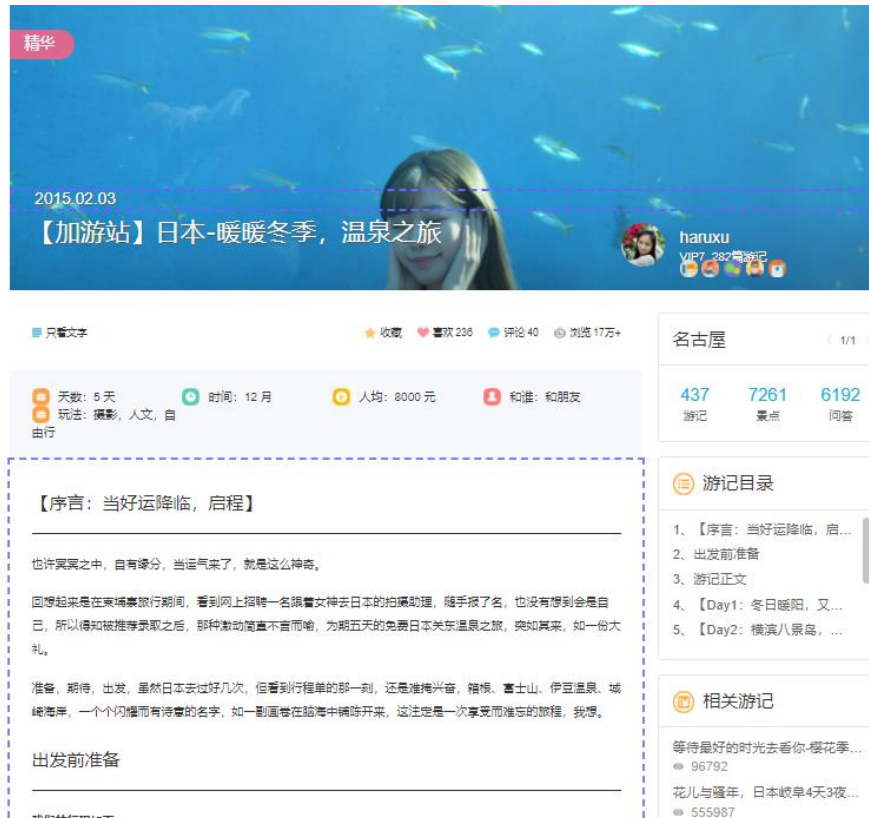 精华
2015.02.03
【加游站】日本-暖暖冬季，温泉之旅
haruxu
VIP7 282篇游记
只看文字
收藏 喜欢 236 评论 40 浏览 17万+
天数：5 天 时间：12 月 人均：8000 元 和谁：和朋友
玩法：摄影，人文，自
由行
【序言：当好运降临，启程】
也许冥冥之中，自有缘分，当运气来了，就是这么神奇。
回想起来是在柬埔寨旅行期间，看到网上招聘一名跟着女神去日本的拍摄助理，随手报了名，也没有想到会是自
己，所以得知被推荐录取之后，那种激动简直不言而喻，为期五天的免费日本关东温泉之旅，突如其来，如一份大
礼。
准备，期待，出发，虽然日本去过好几次，但看到行程单的那一刻，还是难掩兴奋，箱根、富士山、伊豆温泉、城
崎海岸，一个个闪耀而有诗意的名字，如一副画卷在脑海中铺陈开来，这注定是一次享受而难忘的旅程，我想。
出发前准备
名古屋
1/1
437 7261 6192
游记 景点 问答
游记目录
1、【序言：当好运降临，启...
2、出发前准备
3、游记正文
4、【Day1：冬日暖阳，又...
5、【Day2：横滨八景岛，...
相关游记
等待最好的时光去看你-樱花季...
96792
花儿与骚年，日本岐阜4天3夜...
555987